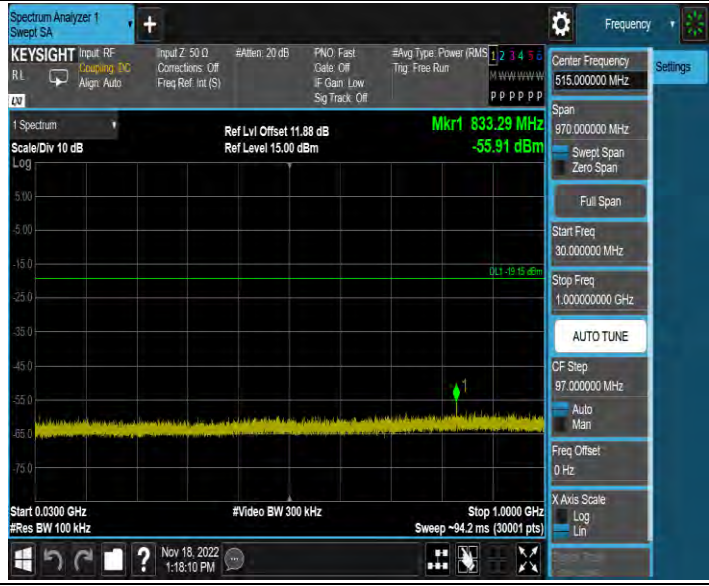 Spectrum Analyzer 1
Swept SA
Frequency
KEYSIGHT
Input: RF
Coupling: DC
Align: Auto
Input Z: 50 Ω
Corrections: Off
Freq Ref: Int (S)
#Atten: 20 dB
PNO: Fast
Gate: Off
IF Gain: Low
Sig Track: Off
#Avg Type: Power (RMS
Trig: Free Run
1 2 3 4 5 6
M W W W W W
P P P P P P
R L
LXI
Center Frequency
515.000000 MHz
Settings
Span
970.000000 MHz
Swept Span
Zero Span
Full Span
Start Freq
30.000000 MHz
Stop Freq
1.000000000 GHz
AUTO TUNE
CF Step
97.000000 MHz
Auto
Man
Freq Offset
0 Hz
X Axis Scale
Log
Lin
1 Spectrum
Scale/Div 10 dB
Log
Ref Lvl Offset 11.88 dB
Ref Level 15.00 dBm
Mkr1 833.29 MHz
-55.91 dBm
5.00
-5.00
-15.0
DL1 -19.15 dBm
-25.0
-35.0
-45.0
1
-55.0
-65.0
-75.0
Start 0.0300 GHz
#Res BW 100 kHz
#Video BW 300 kHz
Stop 1.0000 GHz
Sweep ~94.2 ms (30001 pts)
?
Nov 18, 2022
1:18:10 PM